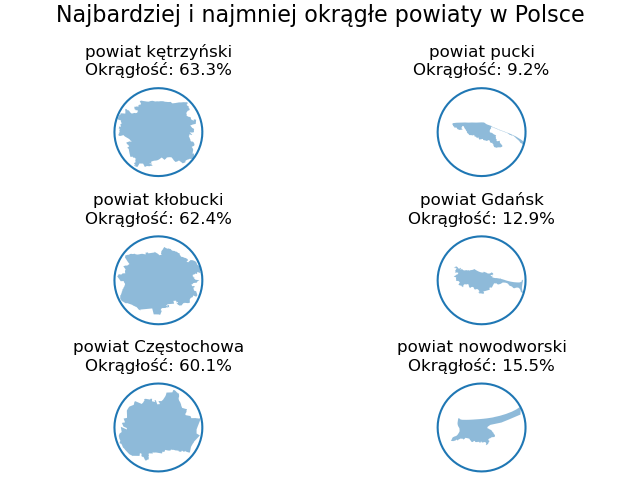 Najbardziej i najmniej okrągłe powiaty w Polsce
powiat kętrzyński
Okrągłość: 63.3%
powiat pucki
Okrągłość: 9.2%
powiat kłobucki
Okrągłość: 62.4%
powiat Gdańsk
Okrągłość: 12.9%
powiat Częstochowa
Okrągłość: 60.1%
powiat nowodworski
Okrągłość: 15.5%